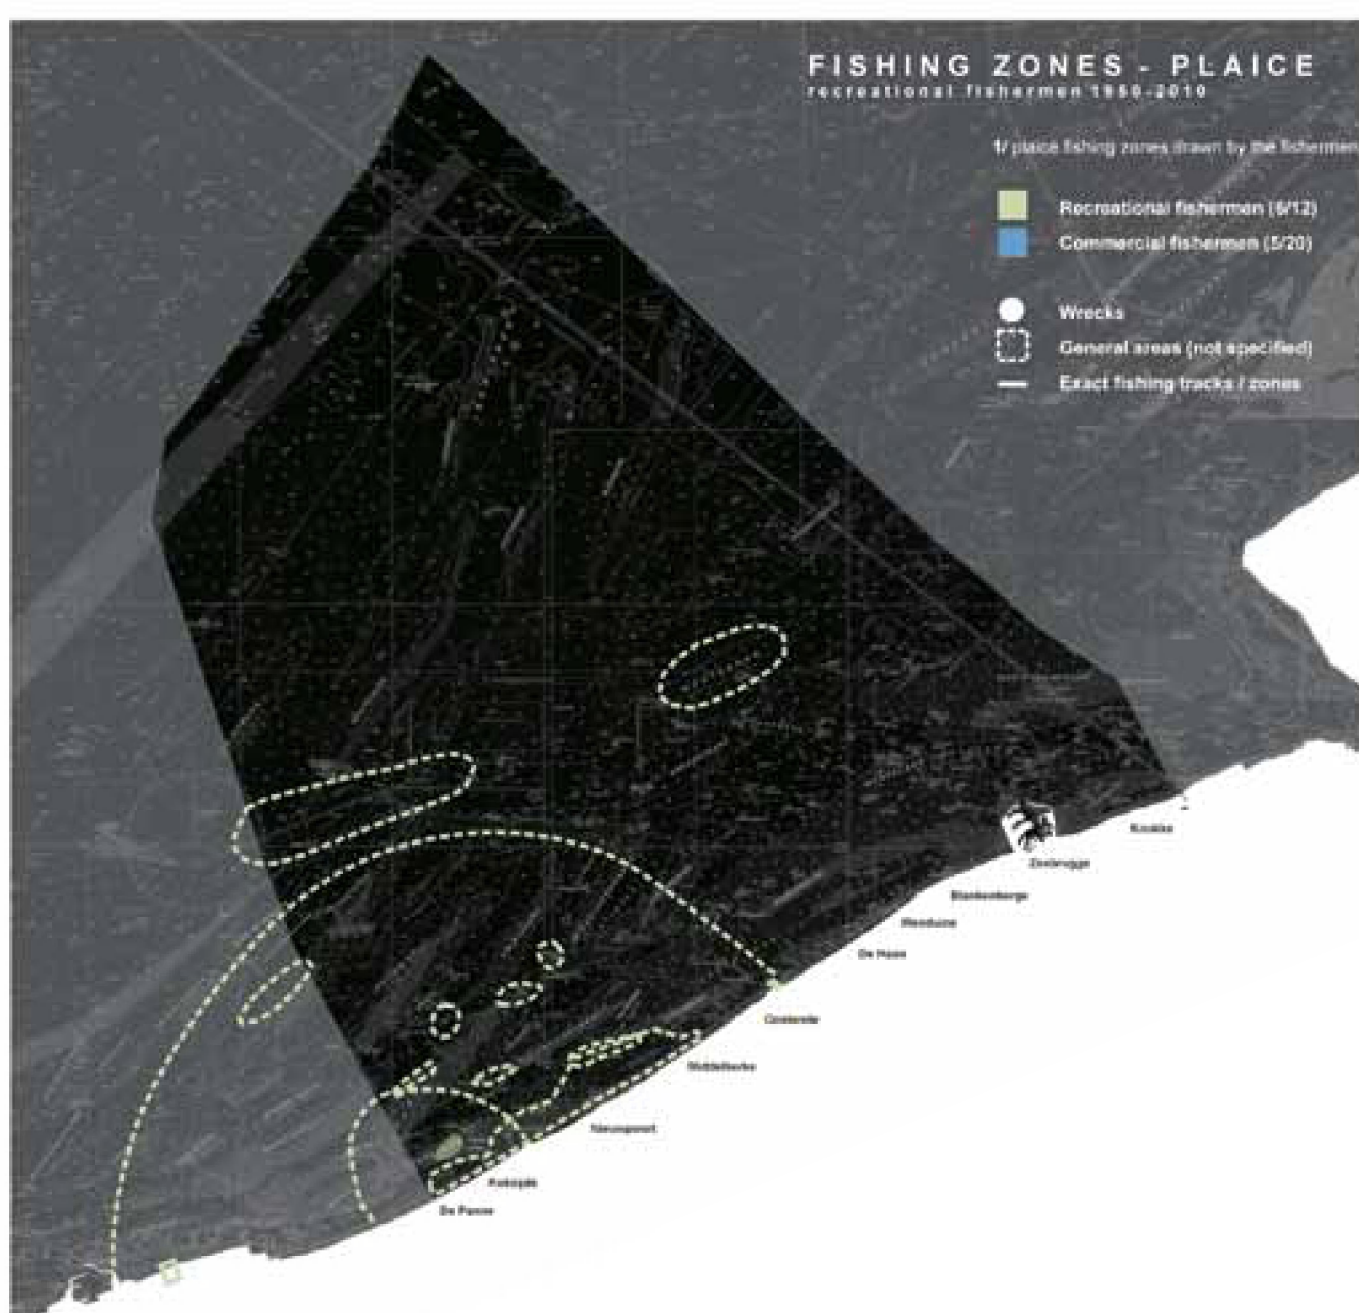 FISHING ZONES - PLAICE
recreational fishermen 1950-2010
1/ plaice fishing zones drawn by the fishermen
Recreational fishermen (6/12)
Commercial fishermen (5/20)
Wrecks
General areas (not specified)
Exact fishing tracks / zones
Knokke
Zeebrugge
Blankenberge
Wenduine
De Haan
Oostende
Middelkerke
Nieuwpoort
Koksijde
De Panne